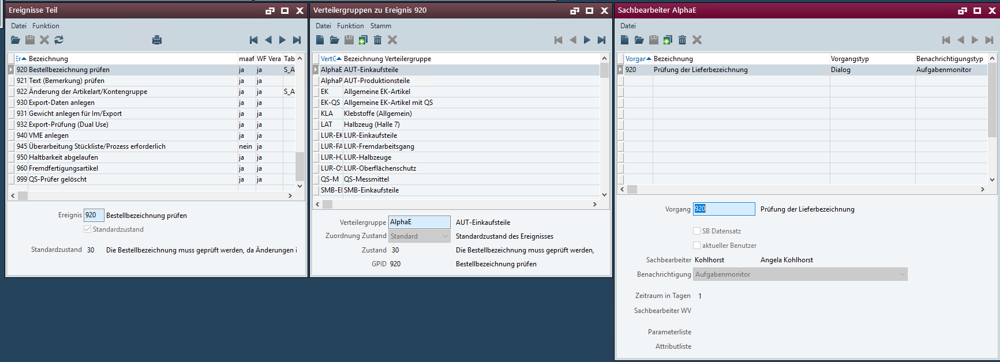 Ereignisse Teil
Datei Funktion
Er Bezeichnung maaf WF Vera Tab
920 Bestellbezeichnung prüfen ja ja S_A
921 Text (Bemerkung) prüfen ja ja
922 Änderung der Artikelart/Kontengruppe ja ja S_A
930 Export-Daten anlegen ja ja
931 Gewicht anlegen für Im/Export ja ja
932 Export-Prüfung (Dual Use) ja ja
940 VME anlegen ja ja
945 Überarbeitung Stückliste/Prozess erforderlich nein ja
950 Haltbarkeit abgelaufen ja ja
960 Fremdfertigungsartikel ja ja
999 QS-Prüfer gelöscht ja ja
Ereignis 920 Bestellbezeichnung prüfen
Standardzustand
Standardzustand 30 Die Bestellbezeichnung muss geprüft werden, da Änderungen i
Verteilergruppen zu Ereignis 920
Datei Funktion Stamm
VertG Bezeichnung Verteilergruppe
AlphaE AUT-Einkaufsteile
AlphaP AUT-Produktionsteile
EK Allgemeine EK-Artikel
EK-QS Allgemeine EK-Artikel mit QS
KLA Klebstoffe (Allgemein)
LAT Halbzeug (Halle 7)
LUR-EK LUR-Einkaufsteile
LUR-FA LUR-Fremdarbeitsgang
LUR-HZ LUR-Halbzeuge
LUR-OS LUR-Oberflächenschutz
QS-M QS-Messmittel
SMB-EI SMB-Einkaufsteile
Verteilergruppe AlphaE AUT-Einkaufsteile
Zuordnung Zustand Standard Standardzustand des Ereignisses
Zustand 30 Die Bestellbezeichnung muss geprüft werden,
GPID 920 Bestellbezeichnung prüfen
Sachbearbeiter AlphaE
Datei
Vorgar Bezeichnung Vorgangstyp Benachrichtigungstyp
920 Prüfung der Lieferbezeichnung Dialog Aufgabenmonitor
Vorgang 920 Prüfung der Lieferbezeichnung
SB Datensatz
aktueller Benutzer
Sachbearbeiter Kohlhorst Angela Kohlhorst
Benachrichtigung Aufgabenmonitor
Zeitraum in Tagen 1
Sachbearbeiter WV
Parameterliste
Attributliste